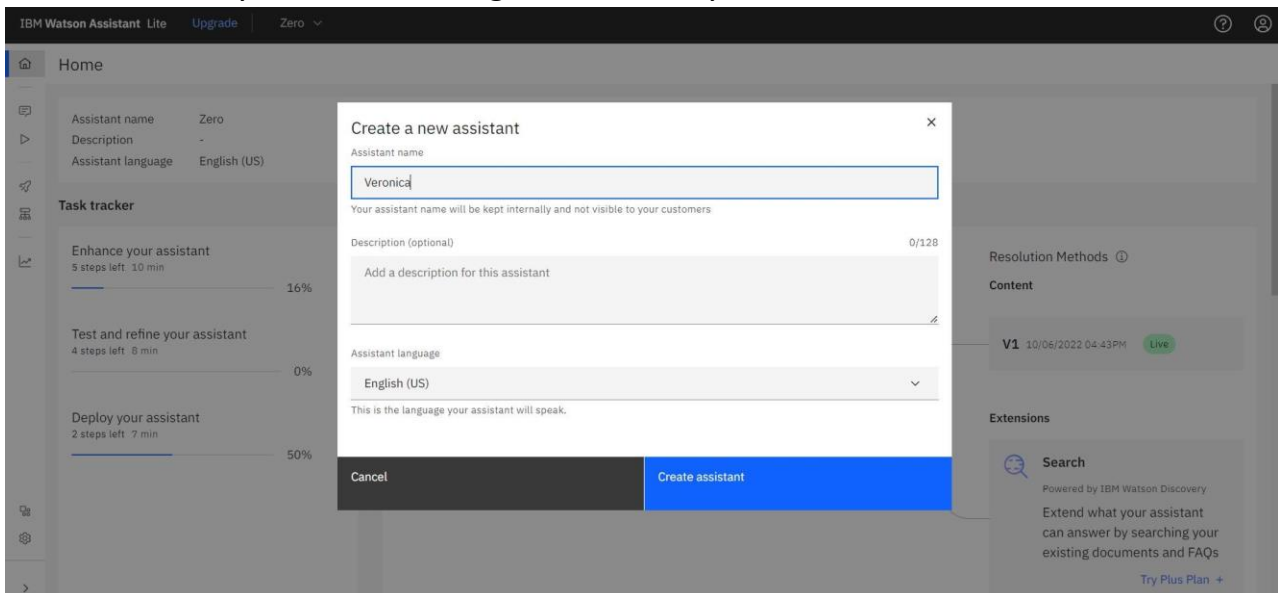 IBM Watson Assistant Lite Upgrade Zero
Home
Assistant name Zero
Description -
Assistant language English (US)
Task tracker
Enhance your assistant
5 steps left 10 min
16%
Test and refine your assistant
4 steps left 8 min
0%
Deploy your assistant
2 steps left 7 min
50%
Create a new assistant
Assistant name
Veronica
Your assistant name will be kept internally and not visible to your customers
Description (optional) 0/128
Add a description for this assistant
Assistant language
English (US)
This is the language your assistant will speak.
Cancel Create assistant
Resolution Methods
Content
V1 10/06/2022 04:43PM Live
Extensions
Search
Powered by IBM Watson Discovery
Extend what your assistant
can answer by searching your
existing documents and FAQs
Try Plus Plan +